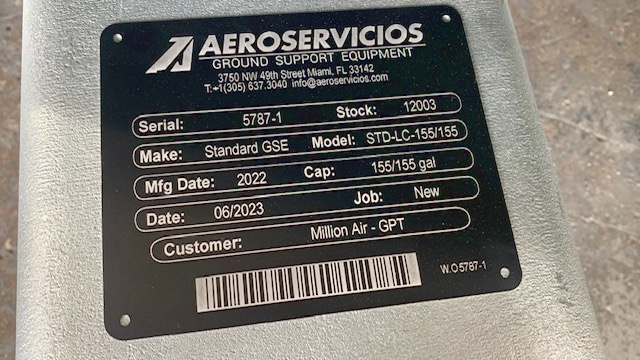 AEROSERVICIOS
GROUND SUPPORT EQUIPMENT
3750 NW 49th Street Miami, FL 33142
T:+1(305) 637.3040 info@aeroservicios.com
Serial: 5787-1 Stock: 12003
Make: Standard GSE Model: STD-LC-155/155
Mfg Date: 2022 Cap: 155/155 gal
Date: 06/2023 Job: New
Customer: Million Air - GPT
W.O5787-1